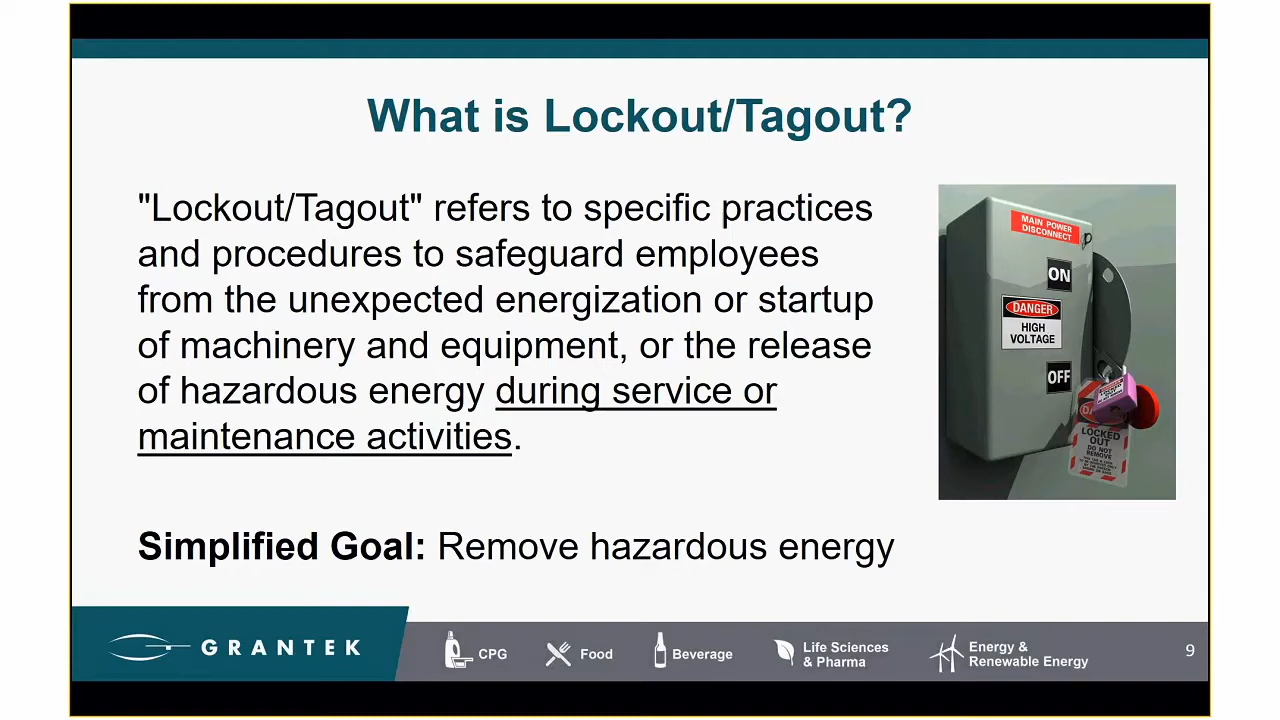 What is Lockout/Tagout?
"Lockout/Tagout" refers to specific practices
and procedures to safeguard employees
from the unexpected energization or startup
of machinery and equipment, or the release
of hazardous energy during service or
maintenance activities.
MAIN POWER
DISCONNECT
ON
DANGER
HIGH
VOLTAGE
OFF
LOCKED
OUT
DO NOT
REMOVE
Simplified Goal: Remove hazardous energy
GRANTEK
CPG
Food
Beverage
Life Sciences
& Pharma
Energy &
Renewable Energy
9